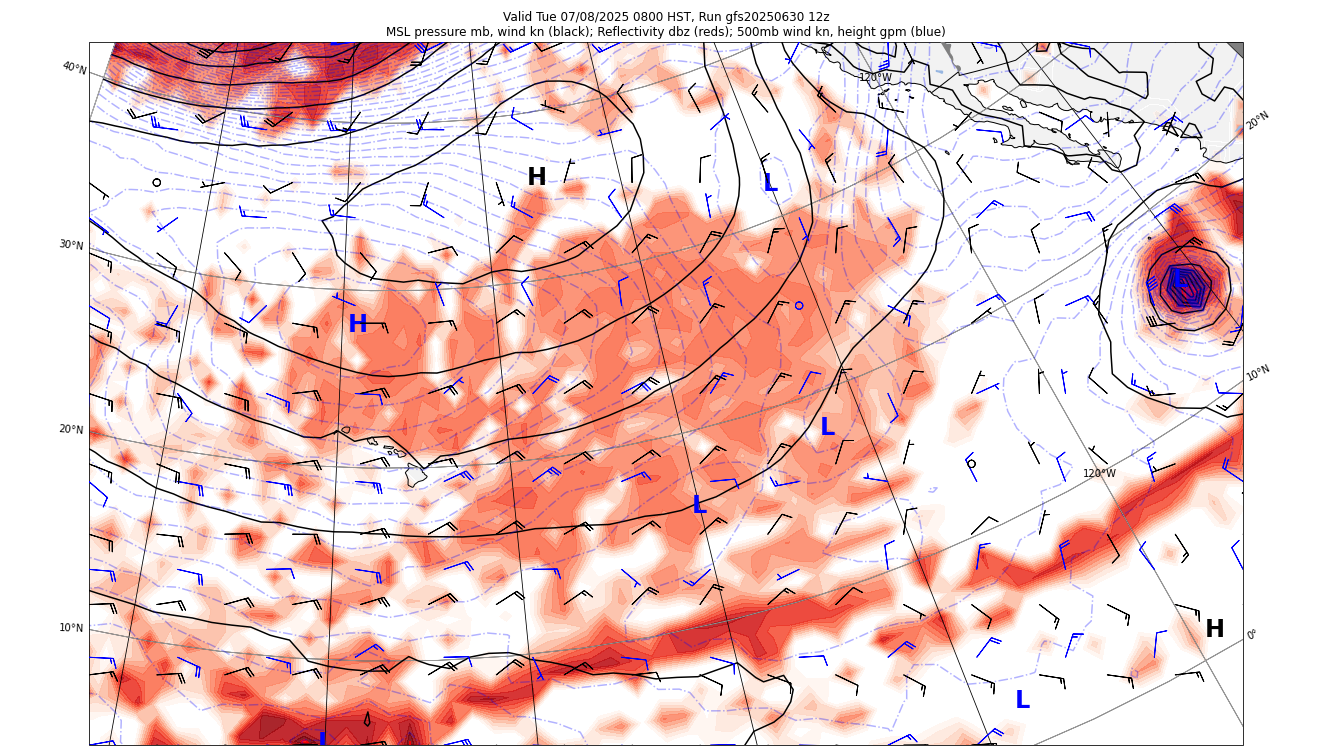 Valid Tue 07/08/2025 0800 HST, Run gfs20250630 12z
MSL pressure mb, wind kn (black); Reflectivity dbz (reds); 500mb wind kn, height gpm (blue)
40°N
120°W
20°N
H
L
30°N
L
H
10°N
L
20°N
120°W
L
10°N
H
0°
L
L